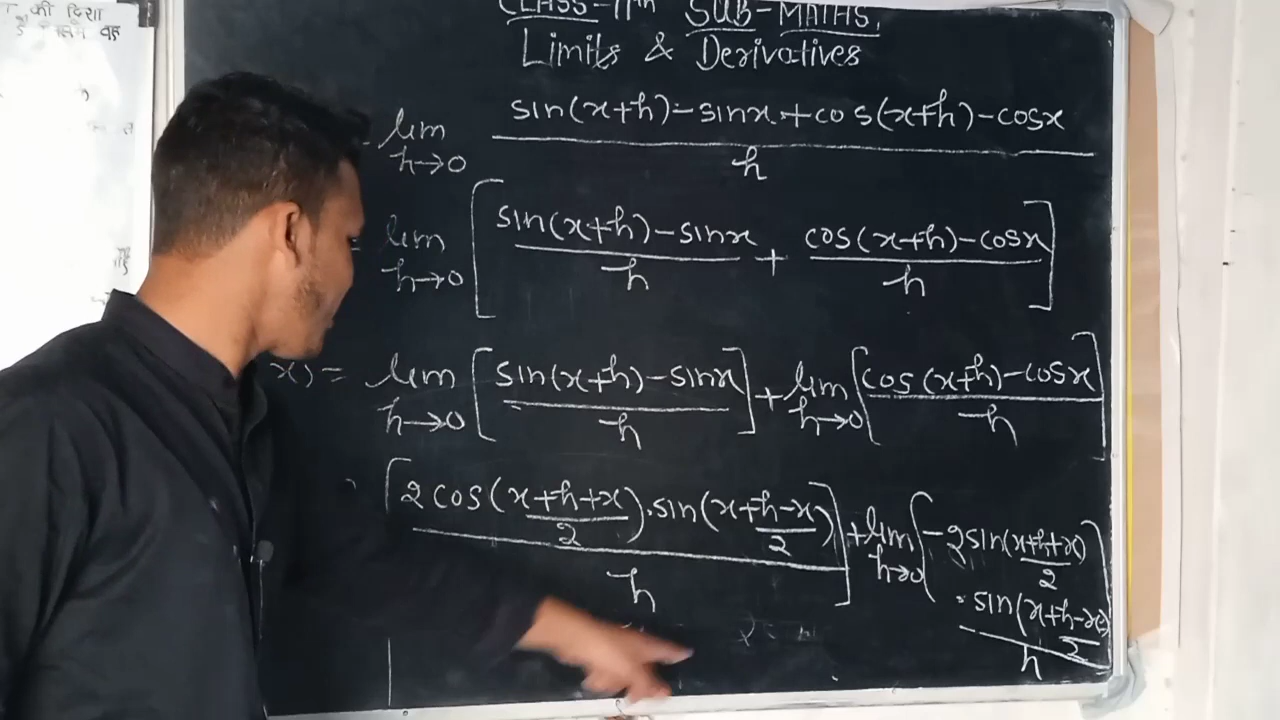 की दिशा
CLASS-11th SUB-MATHS,
Limits & Derivatives
lim h→0 sin(x+h)-sinx+cos(x+h)-cosx / h
lim h→0 [ sin(x+h)-sinx / h + cos(x+h)-cosx / h ]
x) = lim h→0 [ sin(x+h)-sinx / h ] + lim h→0 [ cos(x+h)-cosx / h ]
[ 2cos(x+h+x / 2).sin(x+h-x / 2) / h ] + lim h→0 [ -2sin(x+h+x / 2)
.sin(x+h-x / 2) / h